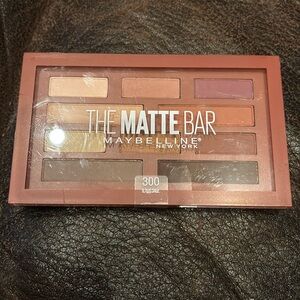 THE MATTE BAR
MAYBELLINE®
NEW YORK
300